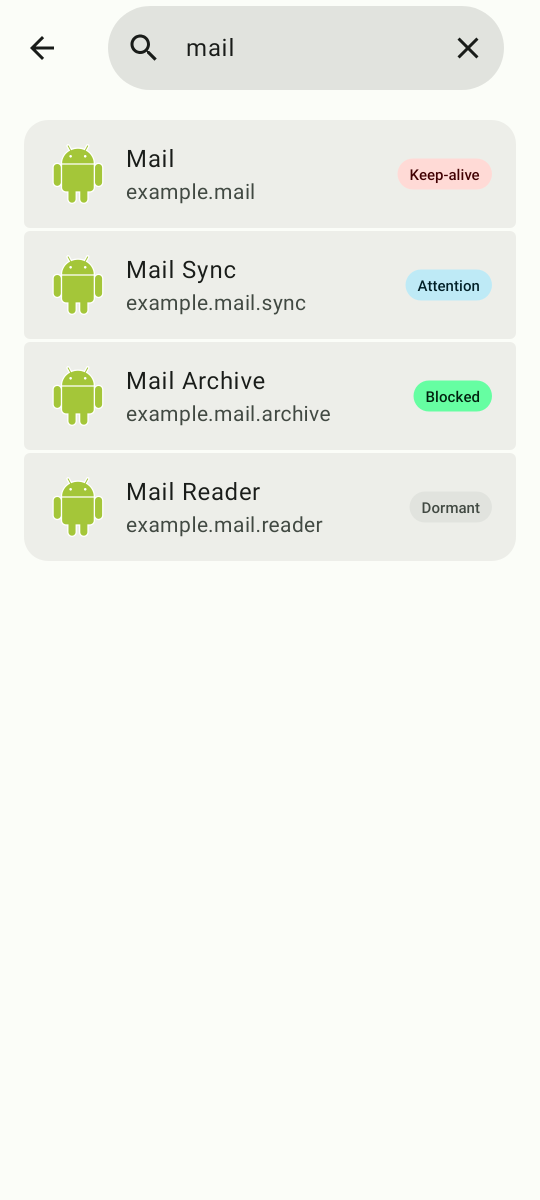 mail
Mail
example.mail
Keep-alive
Mail Sync
example.mail.sync
Attention
Mail Archive
example.mail.archive
Blocked
Mail Reader
example.mail.reader
Dormant